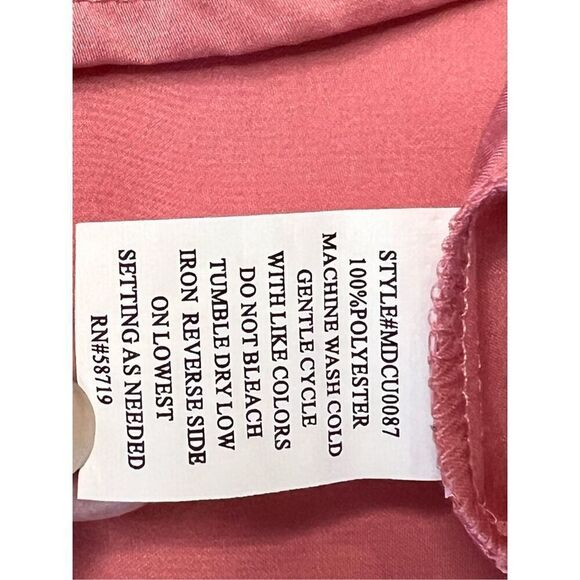 STYLE#MDCU0087
100%POLYESTER
MACHINE WASH COLD
GENTLE CYCLE
WITH LIKE COLORS
DO NOT BLEACH
TUMBLE DRY LOW
IRON REVERSE SIDE
ON LOWEST
SETTING AS NEEDED
RN#58719